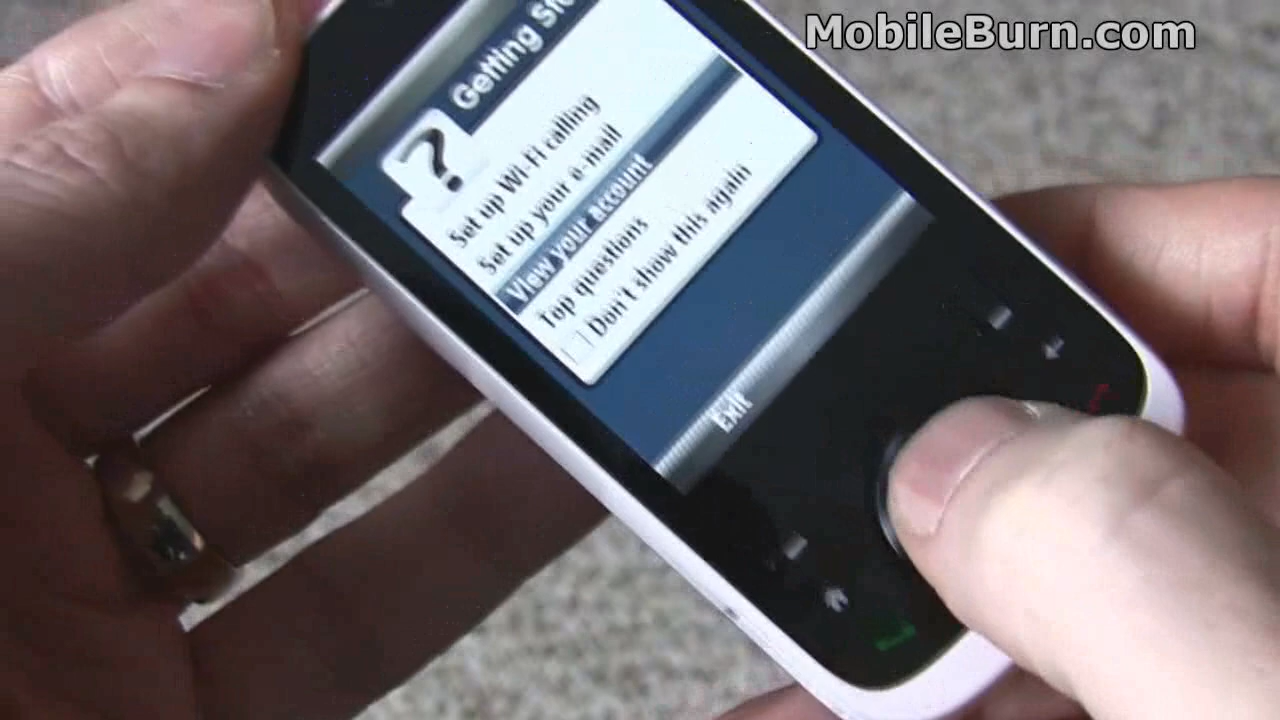 MobileBurn.com
Getting
?
Set up Wi-Fi calling
Set up your e-mail
View your account
Top questions
Don't show this again
Exit